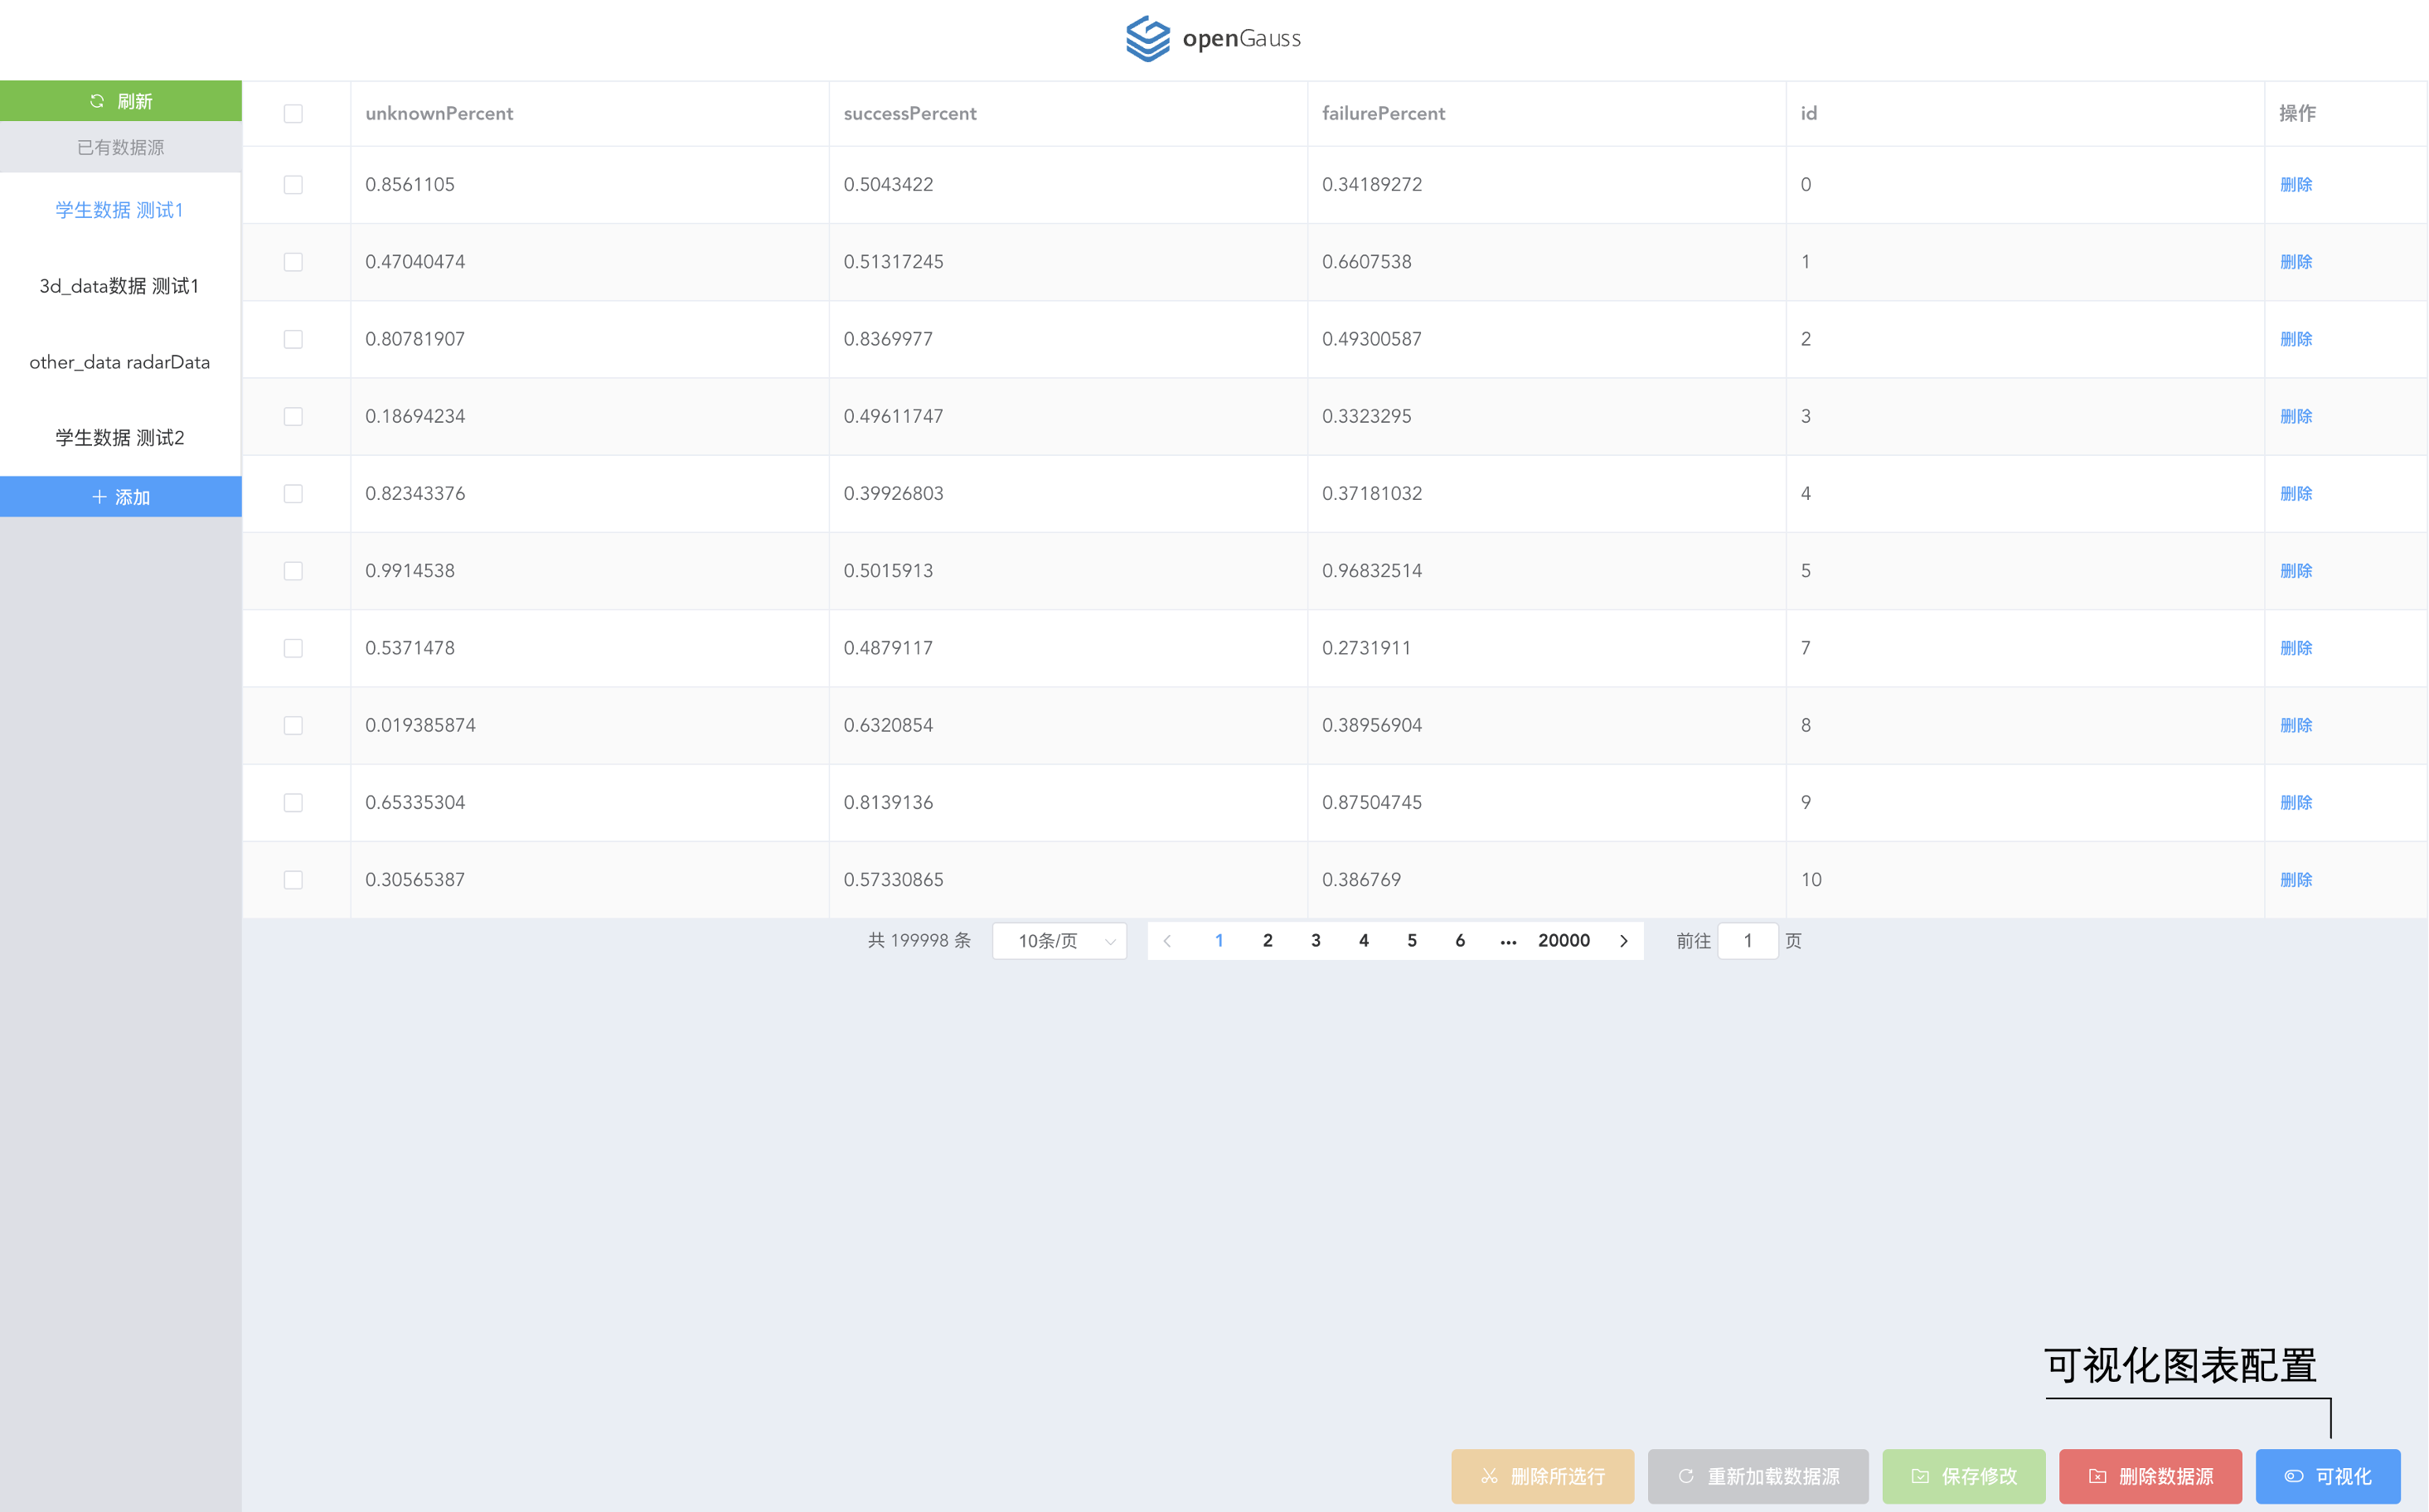 openGauss
刷新
已有数据源
学生数据 测试1
3d_data数据 测试1
other_data radarData
学生数据 测试2
添加
unknownPercent successPercent failurePercent id 操作
0.8561105 0.5043422 0.34189272 0 删除
0.47040474 0.51317245 0.6607538 1 删除
0.80781907 0.8369977 0.49300587 2 删除
0.18694234 0.49611747 0.3323295 3 删除
0.82343376 0.39926803 0.37181032 4 删除
0.9914538 0.5015913 0.96832514 5 删除
0.5371478 0.4879117 0.2731911 7 删除
0.019385874 0.6320854 0.38956904 8 删除
0.65335304 0.8139136 0.87504745 9 删除
0.30565387 0.57330865 0.386769 10 删除
共 199998 条 10条/页 1 2 3 4 5 6 ... 20000 前往 1 页
可视化图表配置
删除所选行 重新加载数据源 保存修改 删除数据源 可视化